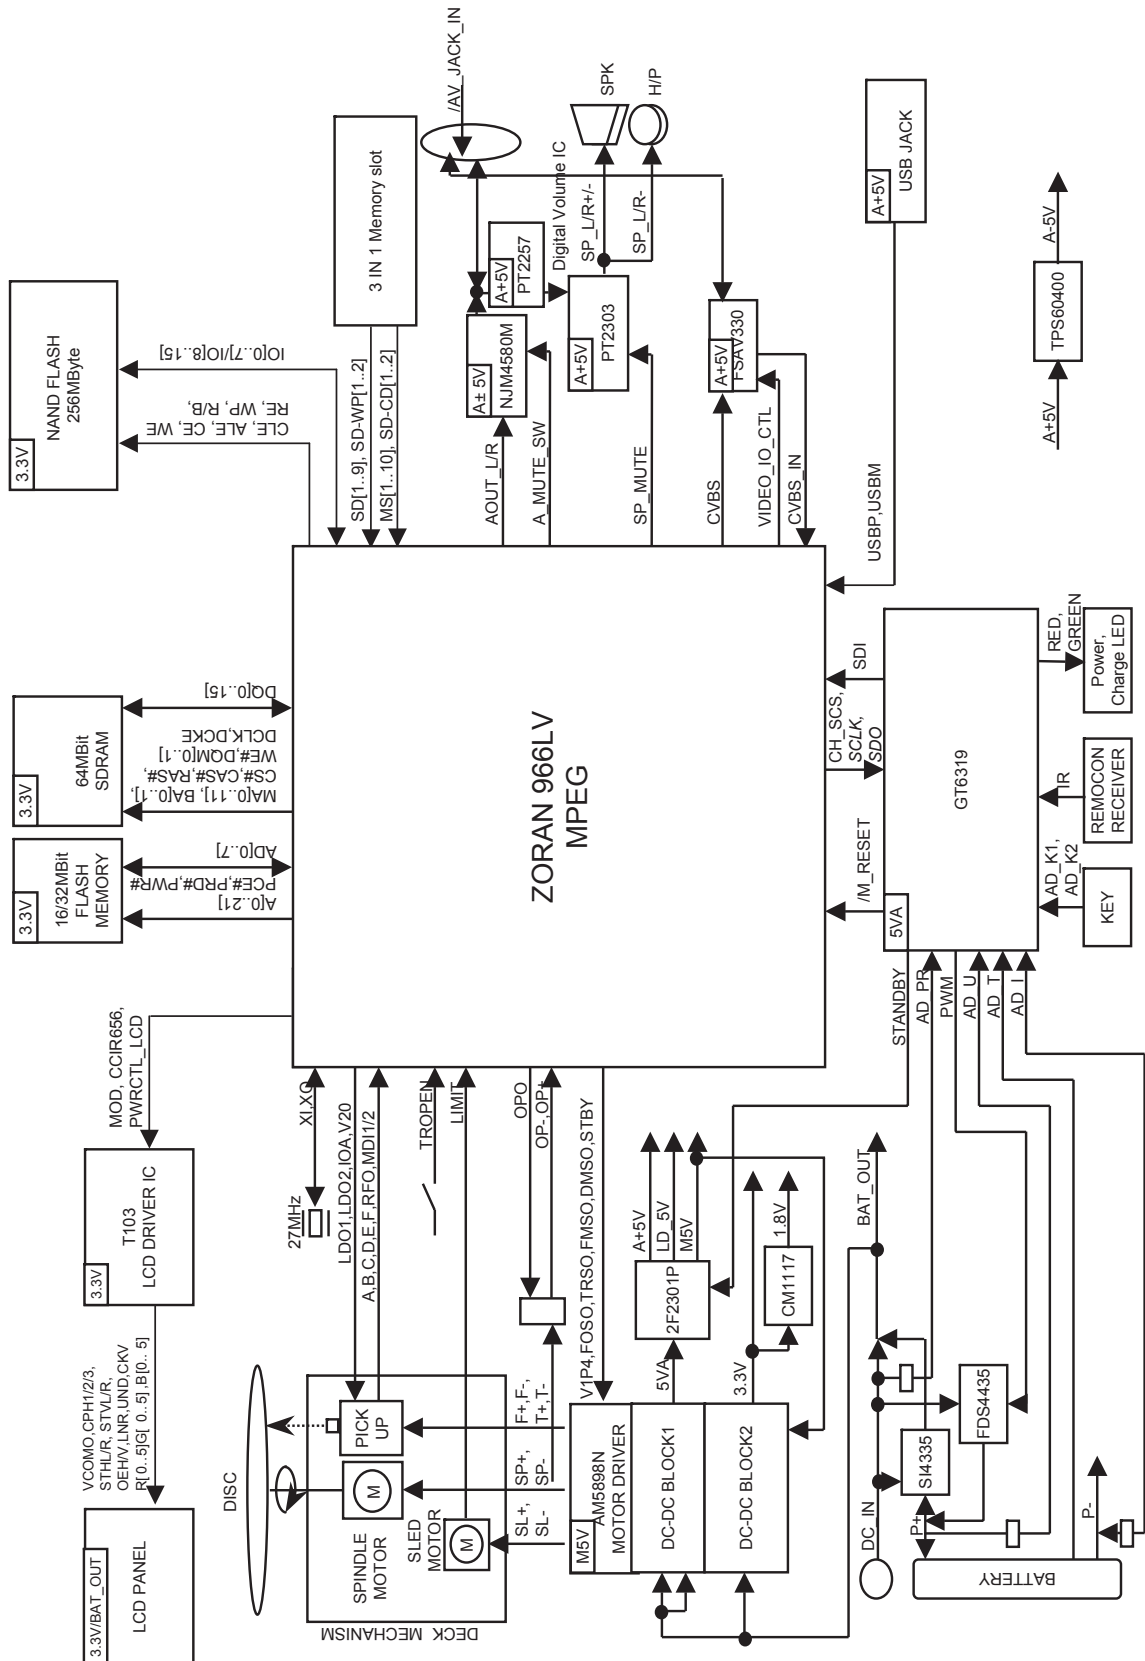 3.3V/BAT_OUT
LCD PANEL
VCOMO,CPH1/2/3,
STHL/R, STVL/R,
OEH/V,LNR,UND,CKV
R[ 0..5]G[ 0..5] ,B[0.. 5]
3.3V
T103
LCD DRIVER IC
MOD, CCIR656,
PWRCTL_LCD
3.3V
16/32MBit
FLASH
MEMORY
A[0..21]
PCE#,PRD#,PWR#
AD[0..7]
3.3V
64MBit
SDRAM
MA[0..11], BA[0..1],
CS#,CAS#,RAS#,
WE#,DQM[0..1]
DCLK,DCKE
DQ[0..15]
3.3V
NAND FLASH
256MByte
CLE, ALE, CE, WE
RE, WP, R/B,
IO[0..7]/IO[8..15]
3 IN 1 Memory slot
SD[1..9], SD-WP[1..2]
MS[1..10], SD-CD[1..2]
DISC
DECK MECHANISM
SPINDLE
MOTOR
M
PICK
UP
SLED
MOTOR
M
27MHz
XI,XO
LDO1,LDO2,IOA,V20
A,B,C,D,E,F,RFO,MDI1/2
TROPEN
LIMIT
OPO
OP-,OP+
SL+,
SL-
SP+,
SP-
F+,F-,
T+,T-
V1P4,FOSO,TRSO,FMSO,DMSO,STBY
ZORAN 966LV
MPEG
AOUT_L/R
A_MUTE_SW
A± 5V
NJM4580M
A+5V
PT2257
Digital Volume IC
/AV_JACK_IN
SP_MUTE
A+5V
PT2303
SP_L/R+/-
SP_L/R-
SPK
H/P
CVBS
VIDEO_IO_CTL
CVBS_IN
A+5V
FSAV330
USBP,USBM
A+5V
USB JACK
M5V
AM5898N
MOTOR DRIVER
DC-DC BLOCK1
DC-DC BLOCK2
5VA
2F2301P
A+5V
LD_5V
M5V
3.3V
CM1117
1.8V
DC_IN
P+
BATTERY
P-
SI4335
FDS4435
BAT_OUT
STANDBY
AD_PR
PWM
AD_U
AD_T
AD_I
5VA
GT6319
/M_RESET
CH_SCS,
SCLK,
SDO
SDI
KEY
AD_K1,
AD_K2
REMOCON
RECEIVER
IR
Power,
Charge LED
RED,
GREEN
A+5V
TPS60400
A-5V